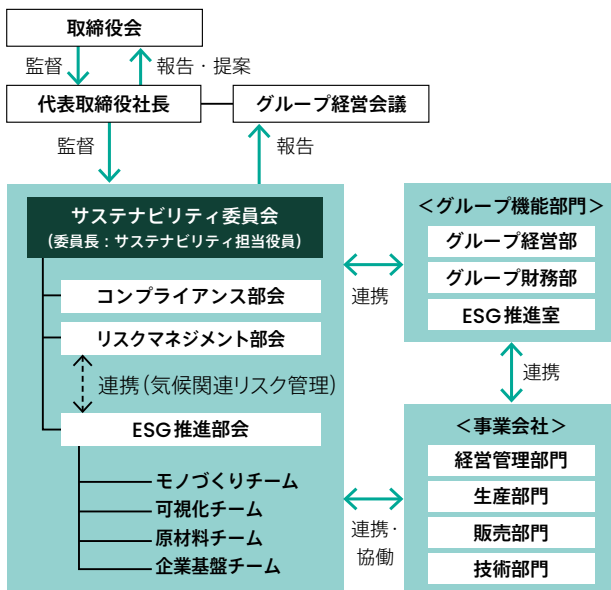 取締役会
監督
報告・提案
代表取締役社長
グループ経営会議
監督
報告
サステナビリティ委員会
(委員長:サステナビリティ担当役員)
コンプライアンス部会
リスクマネジメント部会
連携(気候関連リスク管理)
ESG推進部会
モノづくりチーム
可視化チーム
原材料チーム
企業基盤チーム
連携
<グループ機能部門>
グループ経営部
グループ財務部
ESG推進室
連携
連携・
協働
<事業会社>
経営管理部門
生産部門
販売部門
技術部門